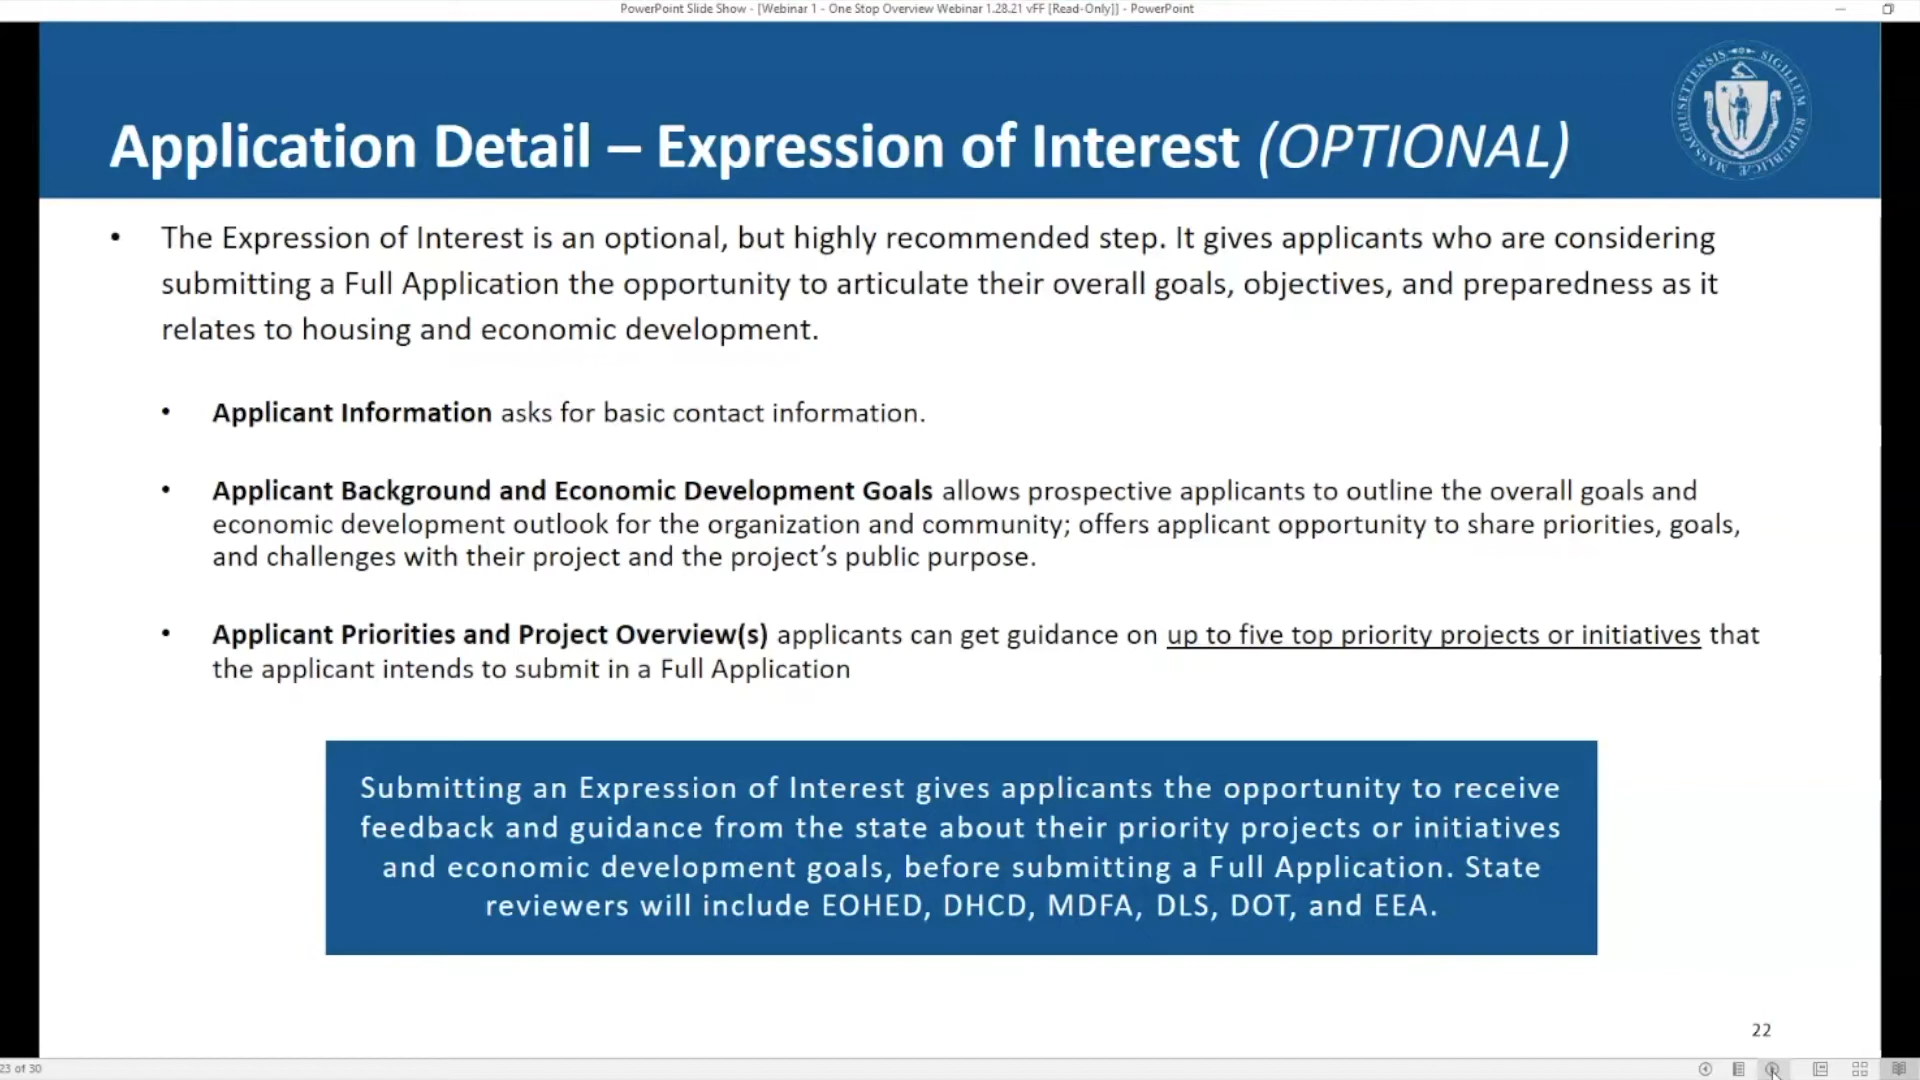 PowerPoint Slide Show - [Webinar 1 - One Stop Overview Webinar 1.28.21 vFF [Read-Only]] - PowerPoint
Application Detail – Expression of Interest (OPTIONAL)
MASSACHUSETTENSIS SIGILLUM REIPUBLICÆ
• The Expression of Interest is an optional, but highly recommended step. It gives applicants who are considering
submitting a Full Application the opportunity to articulate their overall goals, objectives, and preparedness as it
relates to housing and economic development.
• Applicant Information asks for basic contact information.
• Applicant Background and Economic Development Goals allows prospective applicants to outline the overall goals and
economic development outlook for the organization and community; offers applicant opportunity to share priorities, goals,
and challenges with their project and the project’s public purpose.
• Applicant Priorities and Project Overview(s) applicants can get guidance on up to five top priority projects or initiatives that
the applicant intends to submit in a Full Application
Submitting an Expression of Interest gives applicants the opportunity to receive
feedback and guidance from the state about their priority projects or initiatives
and economic development goals, before submitting a Full Application. State
reviewers will include EOHED, DHCD, MDFA, DLS, DOT, and EEA.
22
23 of 30